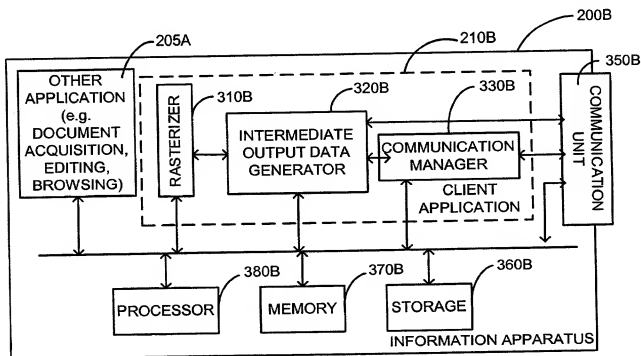 200B
205A
210B
350B
OTHER
APPLICATION
(e.g.
DOCUMENT
ACQUISITION,
EDITING,
BROWSING)
RASTERIZER
310B
320B
INTERMEDIATE
OUTPUT DATA
GENERATOR
330B
COMMUNICATION
MANAGER
CLIENT
APPLICATION
COMMUNICATION
UNIT
PROCESSOR
380B
MEMORY
370B
STORAGE
360B
INFORMATION APPARATUS